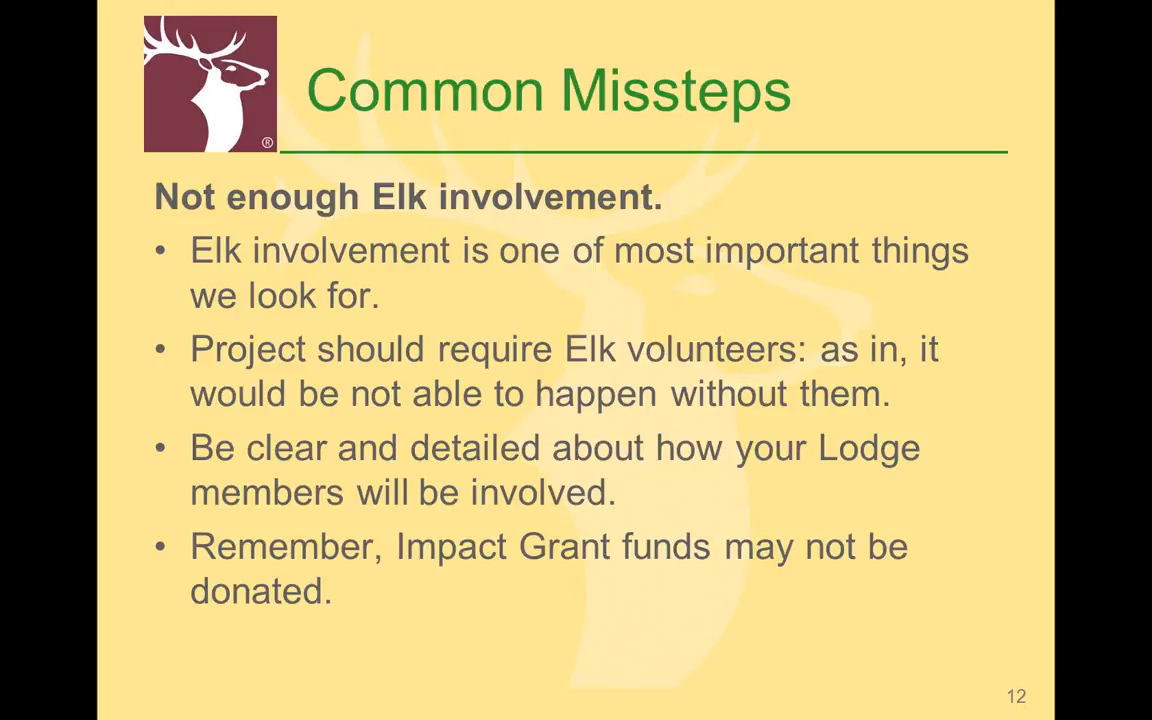 ®
Common Missteps
Not enough Elk involvement.
• Elk involvement is one of most important things
we look for.
• Project should require Elk volunteers: as in, it
would be not able to happen without them.
• Be clear and detailed about how your Lodge
members will be involved.
• Remember, Impact Grant funds may not be
donated.
12